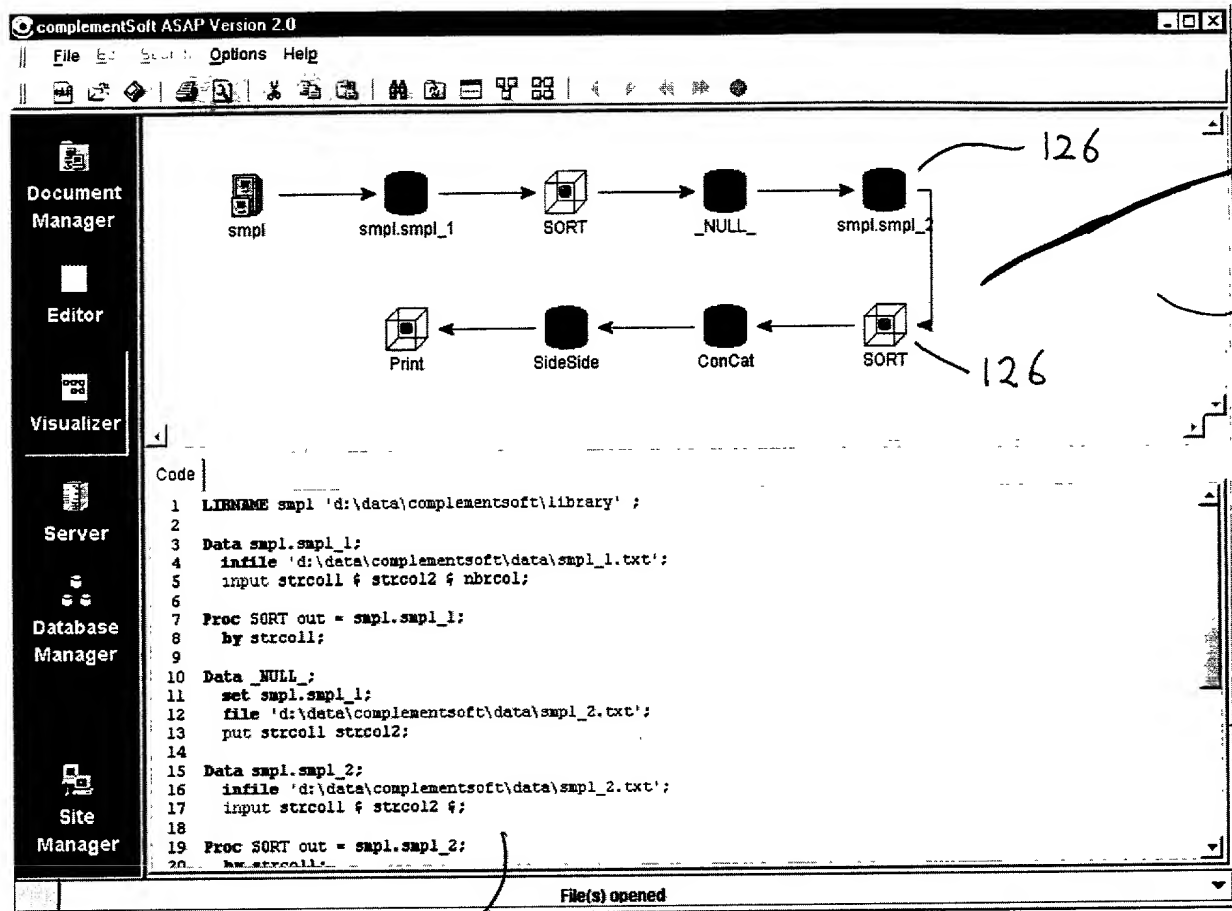 complementSoft ASAP Version 2.0
File Options Help
126
smpl smpl.smpl_1 SORT _NULL_ smpl.smpl_2
Print SideSide ConCat SORT
126
Document
Manager
Editor
Visualizer
Server
Database
Manager
Site
Manager
Code
1 LIBNAME smpl 'd:\data\complementsoft\library' ;
2
3 Data smpl.smpl_1;
4 infile 'd:\data\complementsoft\data\smpl_1.txt';
5 input strcol1 $ strcol2 $ nbrcol;
6
7 Proc SORT out = smpl.smpl_1;
8 by strcol1;
9
10 Data _NULL_;
11 set smpl.smpl_1;
12 file 'd:\data\complementsoft\data\smpl_2.txt';
13 put strcol1 strcol2;
14
15 Data smpl.smpl_2;
16 infile 'd:\data\complementsoft\data\smpl_2.txt';
17 input strcol1 $ strcol2 $;
18
19 Proc SORT out = smpl.smpl_2;
20 by strcol1;
File(s) opened